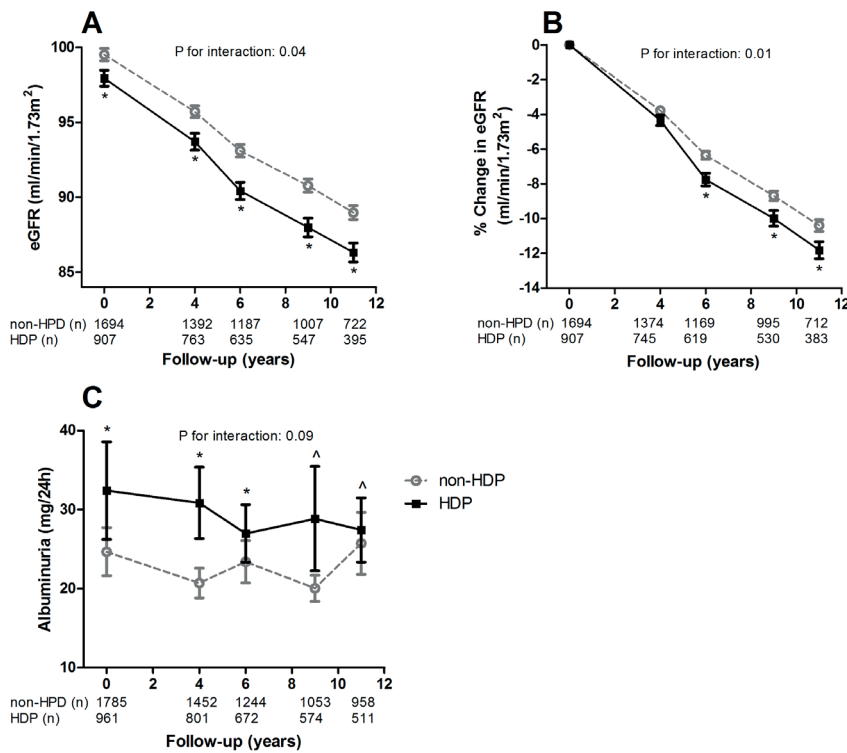 A
P for interaction: 0.04
100
95
90
85
eGFR (ml/min/1.73m²)
0 2 4 6 8 10 12
non-HPD (n) 1694 1392 1187 1007 722
HDP (n) 907 763 635 547 395
Follow-up (years)
*
*
*
*
*
B
P for interaction: 0.01
0
-2
-4
-6
-8
-10
-12
-14
% Change in eGFR
(ml/min/1.73m²)
0 2 4 6 8 10 12
non-HPD (n) 1694 1374 1169 995 712
HDP (n) 907 745 619 530 383
Follow-up (years)
*
*
*
C
P for interaction: 0.09
40
30
20
10
Albuminuria (mg/24h)
* * * ^ ^
0 2 4 6 8 10 12
non-HPD (n) 1785 1452 1244 1053 958
HDP (n) 961 801 672 574 511
Follow-up (years)
non-HDP
HDP